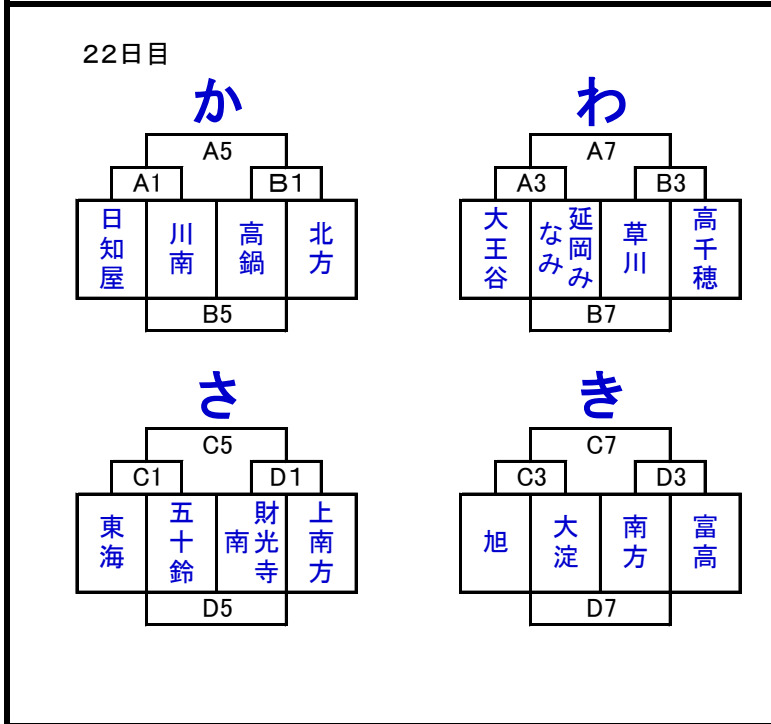 22日目
か
A5
A1
B1
日知屋
川南
高鍋
北方
B5
わ
A7
A3
B3
大王谷
延岡み
なみ
草川
高千穂
B7
さ
C5
C1
D1
東海
五十鈴
財光寺
南
上南方
D5
き
C7
C3
D3
旭
大淀
南方
富高
D7